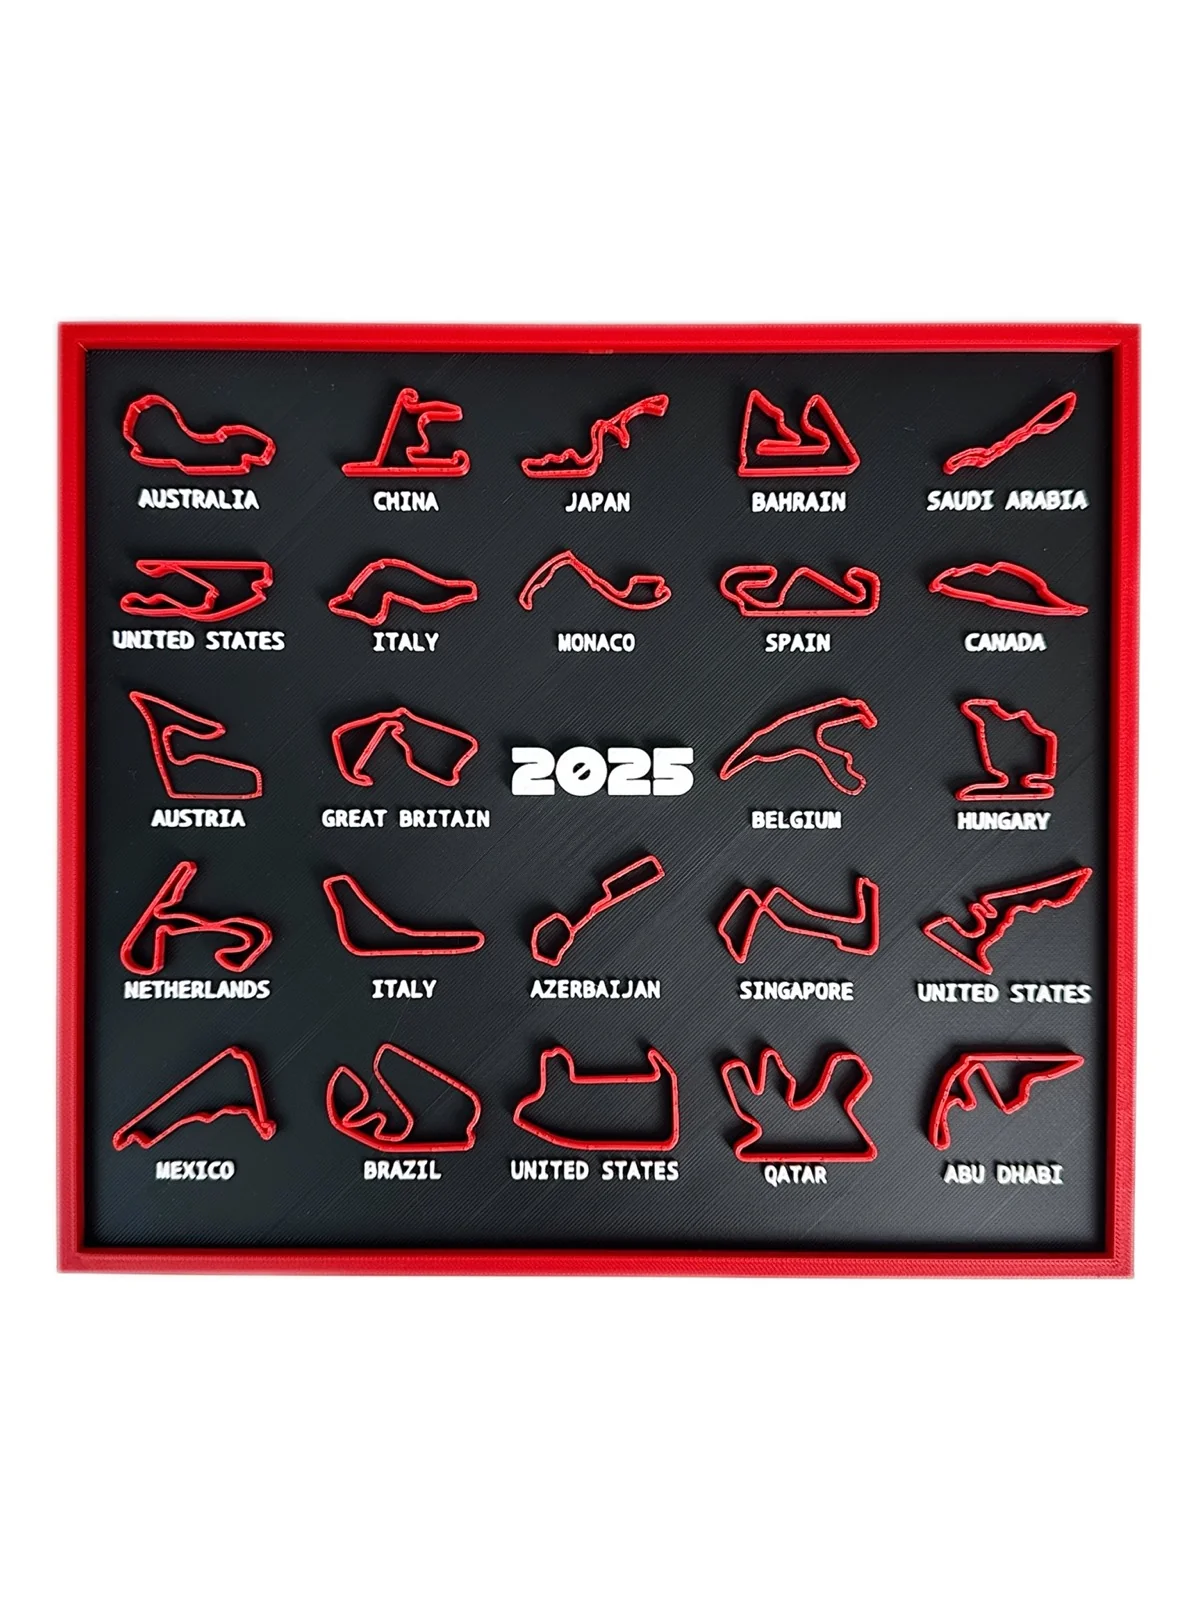 AUSTRALIA CHINA JAPAN BAHRAIN SAUDI ARABIA
UNITED STATES ITALY MONACO SPAIN CANADA
2025
AUSTRIA GREAT BRITAIN BELGIUM HUNGARY
NETHERLANDS ITALY AZERBAIJAN SINGAPORE UNITED STATES
MEXICO BRAZIL UNITED STATES QATAR ABU DHABI